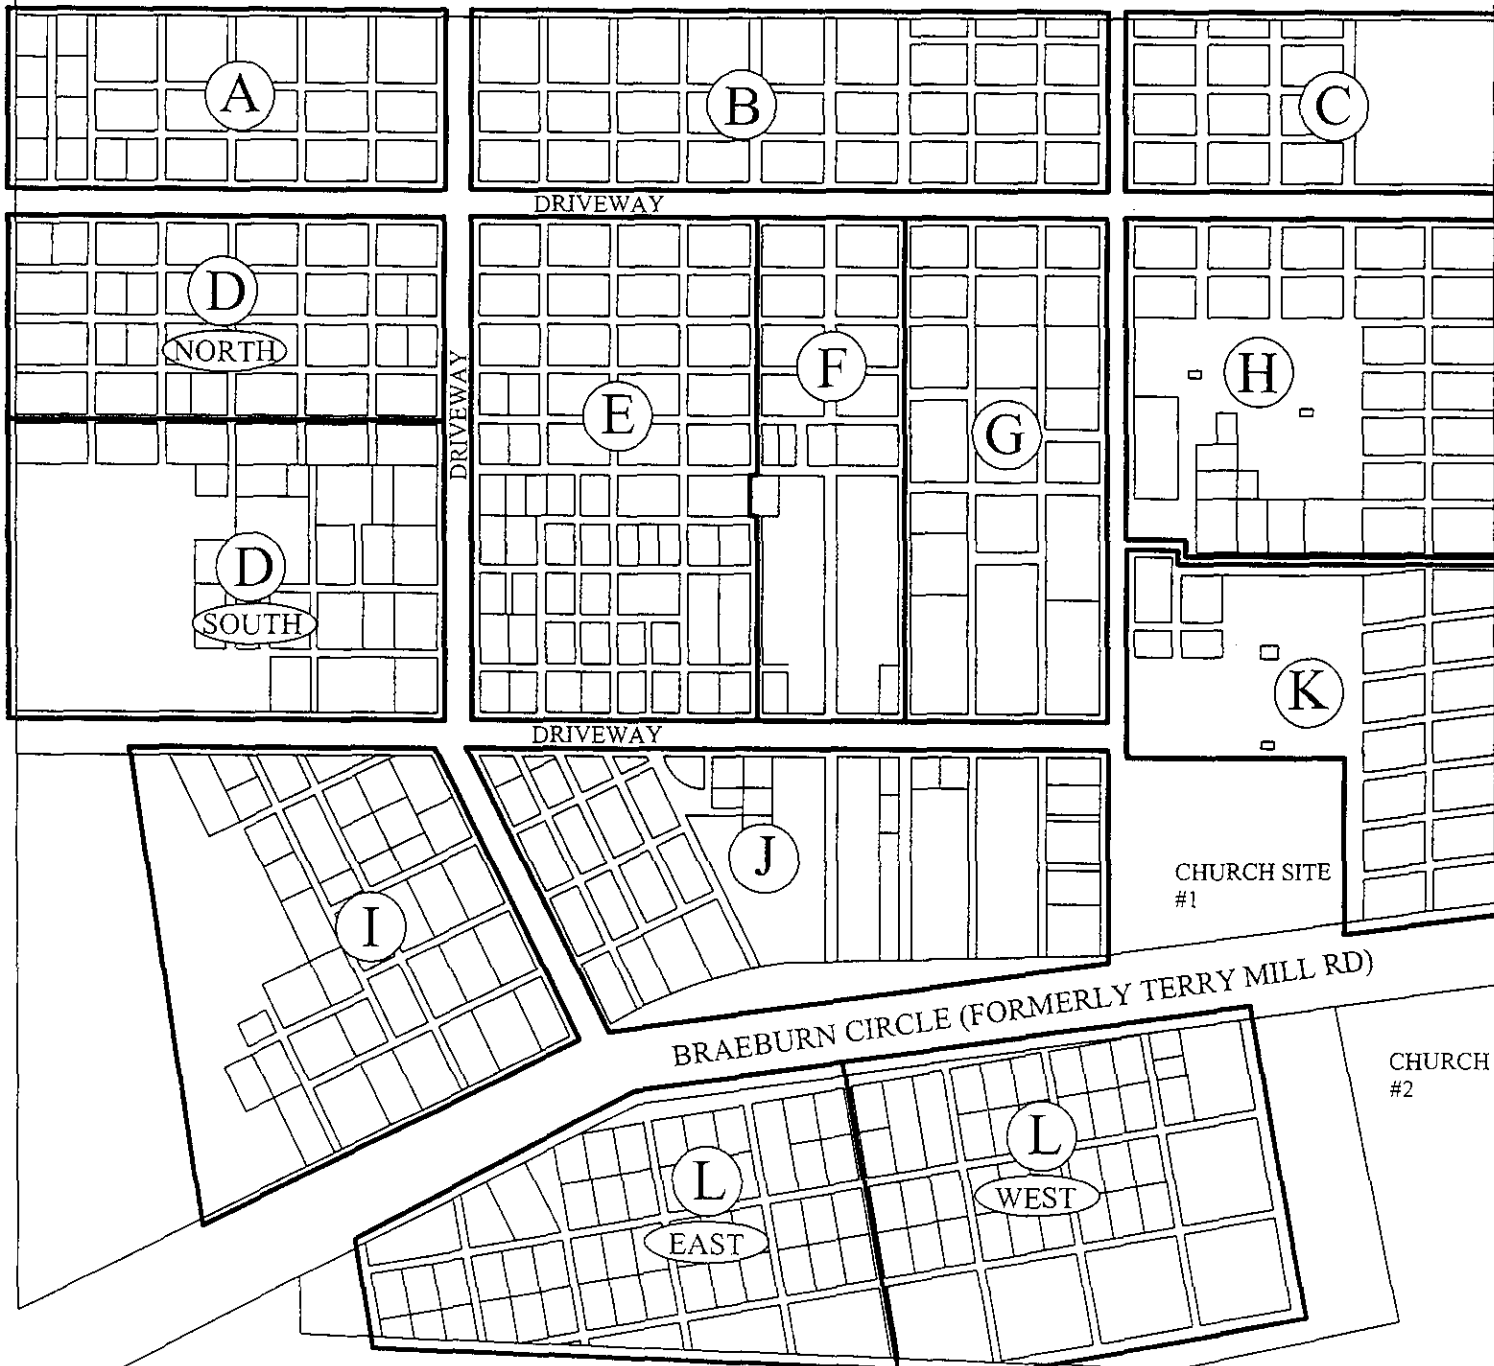 A
B
C
DRIVEWAY
D
NORTH
DRIVEWAY
E
F
G
H
D
SOUTH
K
DRIVEWAY
I
J
CHURCH SITE
#1
BRAEBURN CIRCLE (FORMERLY TERRY MILL RD)
CHURCH
#2
L
WEST
L
EAST